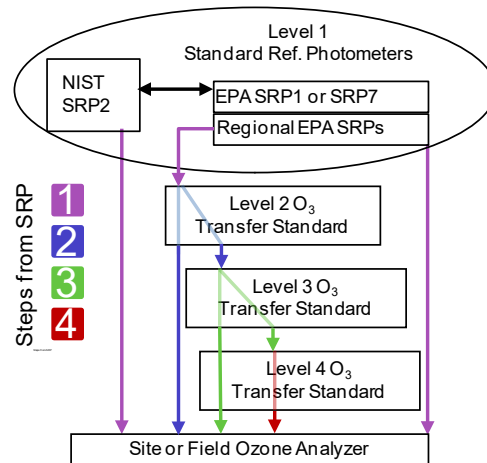 Level 1
Standard Ref. Photometers
NIST
SRP2
EPA SRP1 or SRP7
Regional EPA SRPs
Steps from SRP
1
2
3
4
Level 2 O₃
Transfer Standard
Level 3 O₃
Transfer Standard
Level 4 O₃
Transfer Standard
Site or Field Ozone Analyzer